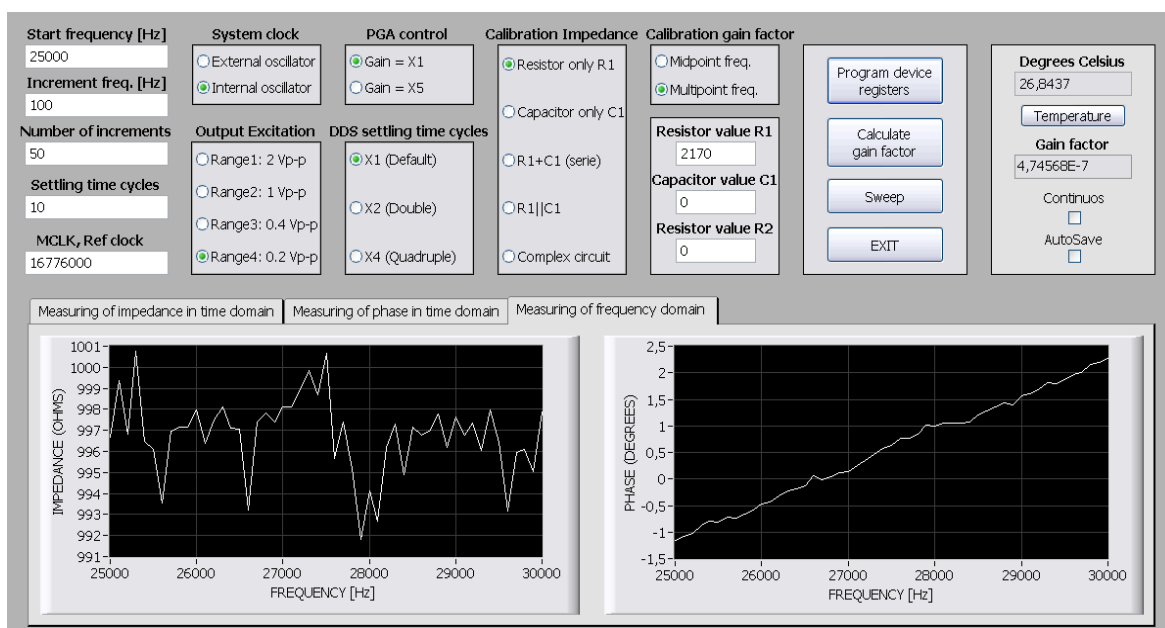 Start frequency [Hz]
25000
Increment freq. [Hz]
100
Number of increments
50
Settling time cycles
10
MCLK, Ref clock
16776000
System clock
External oscillator
Internal oscillator
Output Excitation
Range1: 2 Vp-p
Range2: 1 Vp-p
Range3: 0.4 Vp-p
Range4: 0.2 Vp-p
PGA control
Gain = X1
Gain = X5
DDS settling time cycles
X1 (Default)
X2 (Double)
X4 (Quadruple)
Calibration Impedance
Resistor only R1
Capacitor only C1
R1+C1 (serie)
R1||C1
Complex circuit
Calibration gain factor
Midpoint freq.
Multipoint freq.
Resistor value R1
2170
Capacitor value C1
0
Resistor value R2
0
Program device
registers
Calculate
gain factor
Sweep
EXIT
Degrees Celsius
26,8437
Temperature
Gain factor
4,74568E-7
Continuos
AutoSave
Measuring of impedance in time domain
Measuring of phase in time domain
Measuring of frequency domain
IMPEDANCE (OHMS)
1001
1000
999
998
997
996
995
994
993
992
991
25000
26000
27000
28000
29000
30000
FREQUENCY [Hz]
PHASE (DEGREES)
2,5
2
1,5
1
0,5
0
-0,5
-1
-1,5
25000
26000
27000
28000
29000
30000
FREQUENCY [Hz]